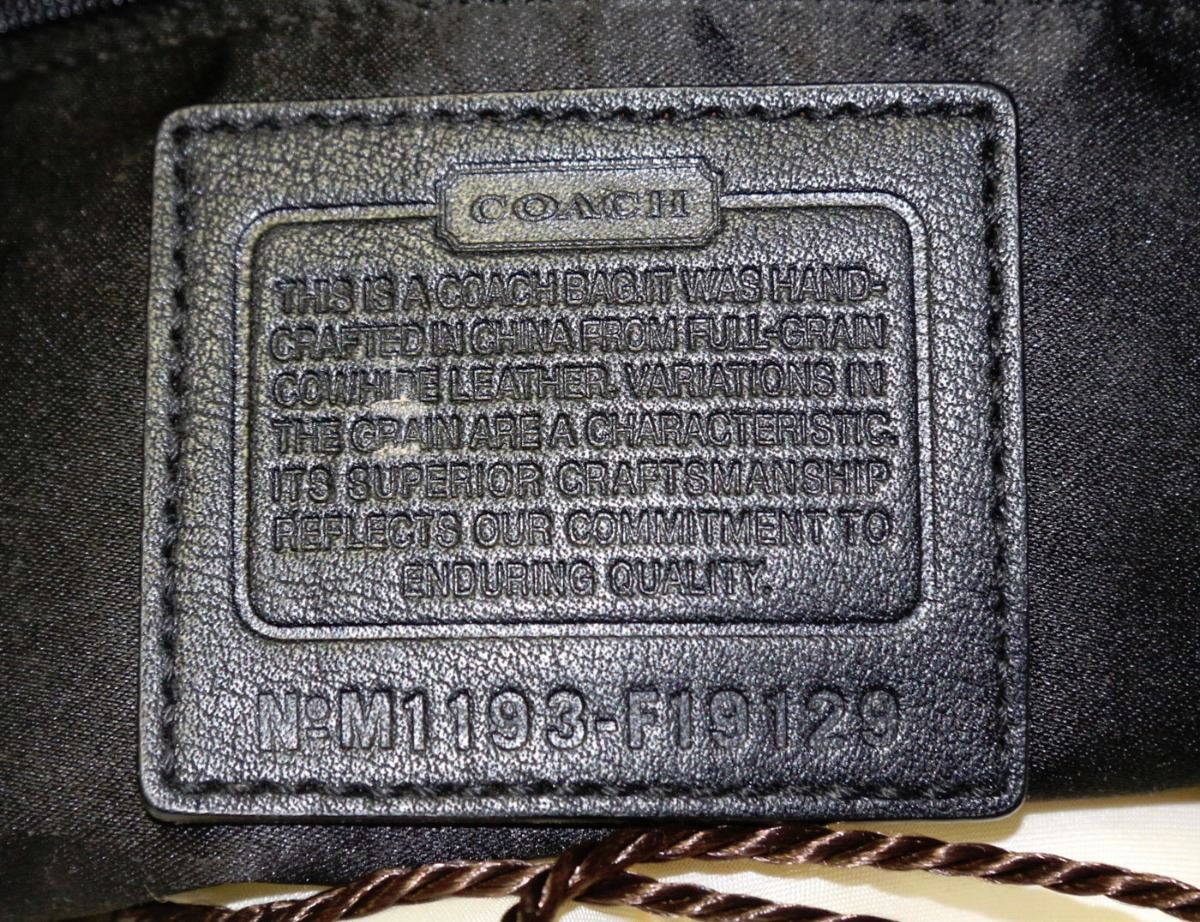 COACH
THIS IS A COACH BAG.IT WAS HAND-
CRAFTED IN CHINA FROM FULL-GRAIN
COWHIDE LEATHER. VARIATIONS IN
THE GRAIN ARE A CHARACTERISTIC.
ITS SUPERIOR CRAFTSMANSHIP
REFLECTS OUR COMMITMENT TO
ENDURING QUALITY.
NºM1193-F19129